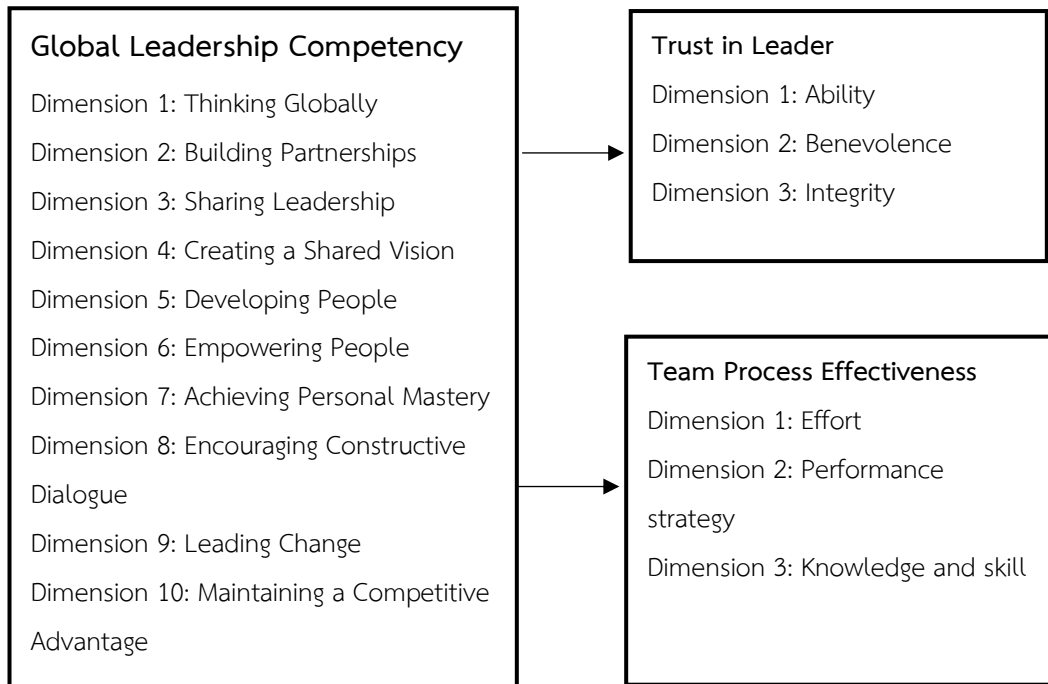 Global Leadership Competency
Dimension 1: Thinking Globally
Dimension 2: Building Partnerships
Dimension 3: Sharing Leadership
Dimension 4: Creating a Shared Vision
Dimension 5: Developing People
Dimension 6: Empowering People
Dimension 7: Achieving Personal Mastery
Dimension 8: Encouraging Constructive
Dialogue
Dimension 9: Leading Change
Dimension 10: Maintaining a Competitive
Advantage
Trust in Leader
Dimension 1: Ability
Dimension 2: Benevolence
Dimension 3: Integrity
Team Process Effectiveness
Dimension 1: Effort
Dimension 2: Performance
strategy
Dimension 3: Knowledge and skill